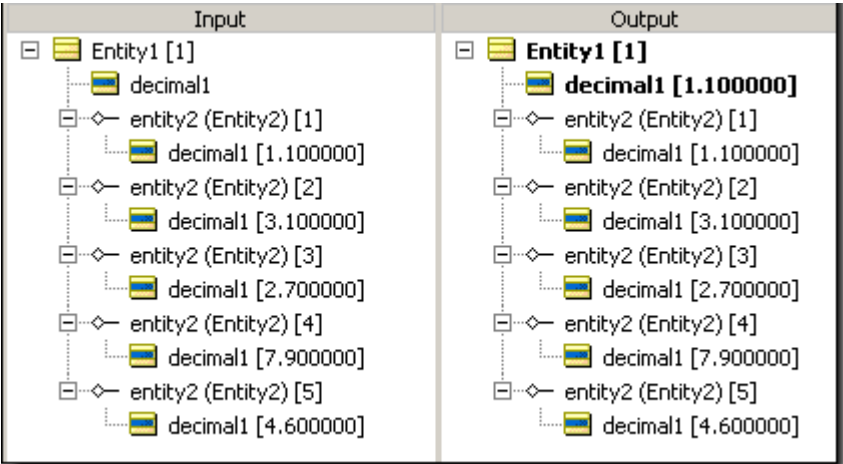 Input
Entity1 [1]
decimal1
entity2 (Entity2) [1]
decimal1 [1.100000]
entity2 (Entity2) [2]
decimal1 [3.100000]
entity2 (Entity2) [3]
decimal1 [2.700000]
entity2 (Entity2) [4]
decimal1 [7.900000]
entity2 (Entity2) [5]
decimal1 [4.600000]
Output
Entity1 [1]
decimal1 [1.100000]
entity2 (Entity2) [1]
decimal1 [1.100000]
entity2 (Entity2) [2]
decimal1 [3.100000]
entity2 (Entity2) [3]
decimal1 [2.700000]
entity2 (Entity2) [4]
decimal1 [7.900000]
entity2 (Entity2) [5]
decimal1 [4.600000]